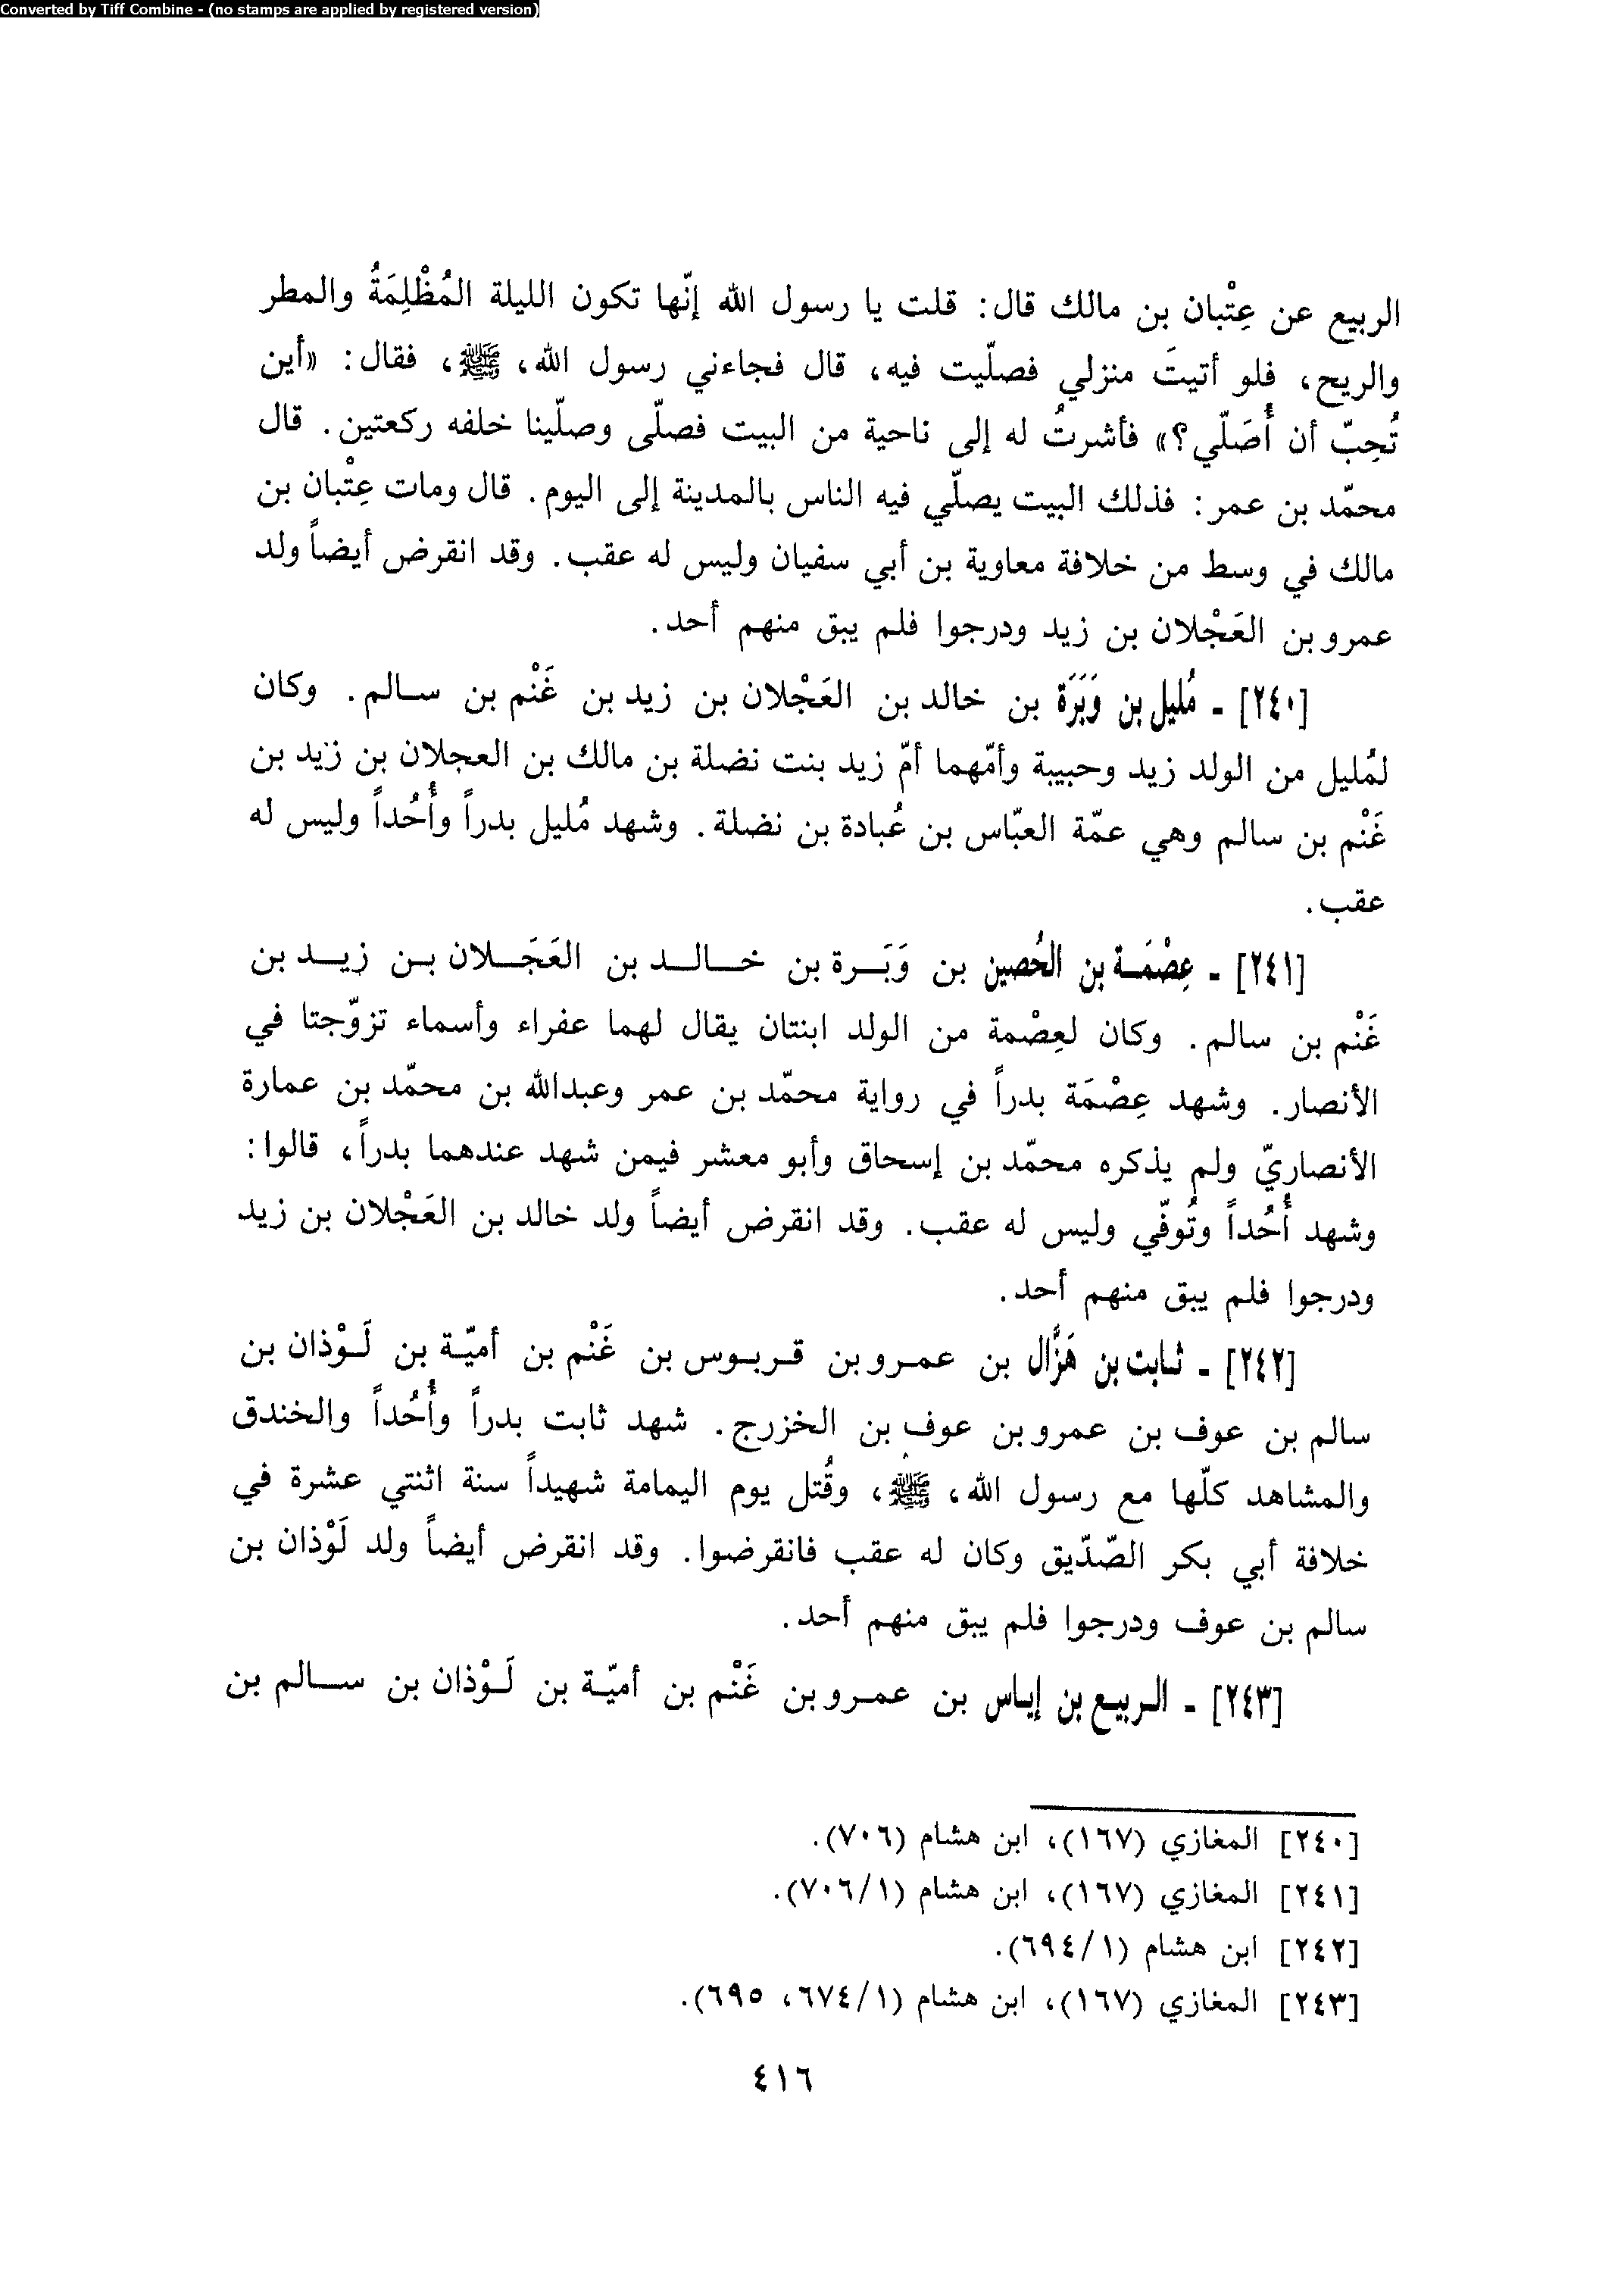 Converted by Tiff Combine - (no stamps are applied by registered version)
الربيع عن عِتْبان بن مالك قال: قلت يا رسول الله إنّها تكون الليلة المُظْلِمَةُ والمطر
والريح، فلو أتيتَ منزلي فصلّيت فيه، قال فجاءني رسول الله، ﷺ، فقال: «أين
تُحِبّ أن أُصَلّي؟» فأشرتُ له إلى ناحية من البيت فصلّى وصلّينا خلفه ركعتين. قال
محمّد بن عمر: فذلك البيت يصلّي فيه الناس بالمدينة إلى اليوم. قال ومات عِتْبان بن
مالك في وسط من خلافة معاوية بن أبي سفيان وليس له عقب. وقد انقرض أيضاً ولد
عمرو بن العَجْلان بن زيد ودرجوا فلم يبق منهم أحد.
[٢٤٠] ـ مُليل بن وَبَرَة بن خالد بن العَجْلان بن زيد بن غَنْم بن سالم. وكان
لمُليل من الولد زيد وحبيبة وأمّهما أمّ زيد بنت نضلة بن مالك بن العجلان بن زيد بن
غَنْم بن سالم وهي عمّة العبّاس بن عُبادة بن نضلة. وشهد مُليل بدراً وأُحُداً وليس له
عقب.
[٢٤١] ـ عِصْمَة بن الحُصين بن وَبَرة بن خالد بن العَجَلان بن زيد بن
غَنْم بن سالم. وكان لعِصْمة من الولد ابنتان يقال لهما عفراء وأسماء تزوّجتا في
الأنصار. وشهد عِصْمَة بدراً في رواية محمّد بن عمر وعبدالله بن محمّد بن عمارة
الأنصاريّ ولم يذكره محمّد بن إسحاق وأبو معشر فيمن شهد عندهما بدراً، قالوا:
وشهد أُحُداً وتُوفّي وليس له عقب. وقد انقرض أيضاً ولد خالد بن العَجْلان بن زيد
ودرجوا فلم يبق منهم أحد.
[٢٤٢] ـ ثابت بن هَزَّال بن عمرو بن قربوس بن غَنْم بن أميّة بن لَوْذان بن
سالم بن عوف بن عمرو بن عوف بن الخزرج. شهد ثابت بدراً وأُحُداً والخندق
والمشاهد كلّها مع رسول الله، ﷺ، وقُتل يوم اليمامة شهيداً سنة اثنتي عشرة في
خلافة أبي بكر الصّدّيق وكان له عقب فانقرضوا. وقد انقرض أيضاً ولد لَوْذان بن
سالم بن عوف ودرجوا فلم يبق منهم أحد.
[٢٤٣] ـ الربيع بن إياس بن عمرو بن غَنْم بن أميّة بن لَوْذان بن سالم بن
[٢٤٠] المغازي (١٦٧)، ابن هشام (٧٠٦).
[٢٤١] المغازي (١٦٧)، ابن هشام (٧٠٦/١).
[٢٤٢] ابن هشام (٦٩٤/١).
[٢٤٣] المغازي (١٦٧)، ابن هشام (٦٧٤/١، ٦٩٥).
٤١٦